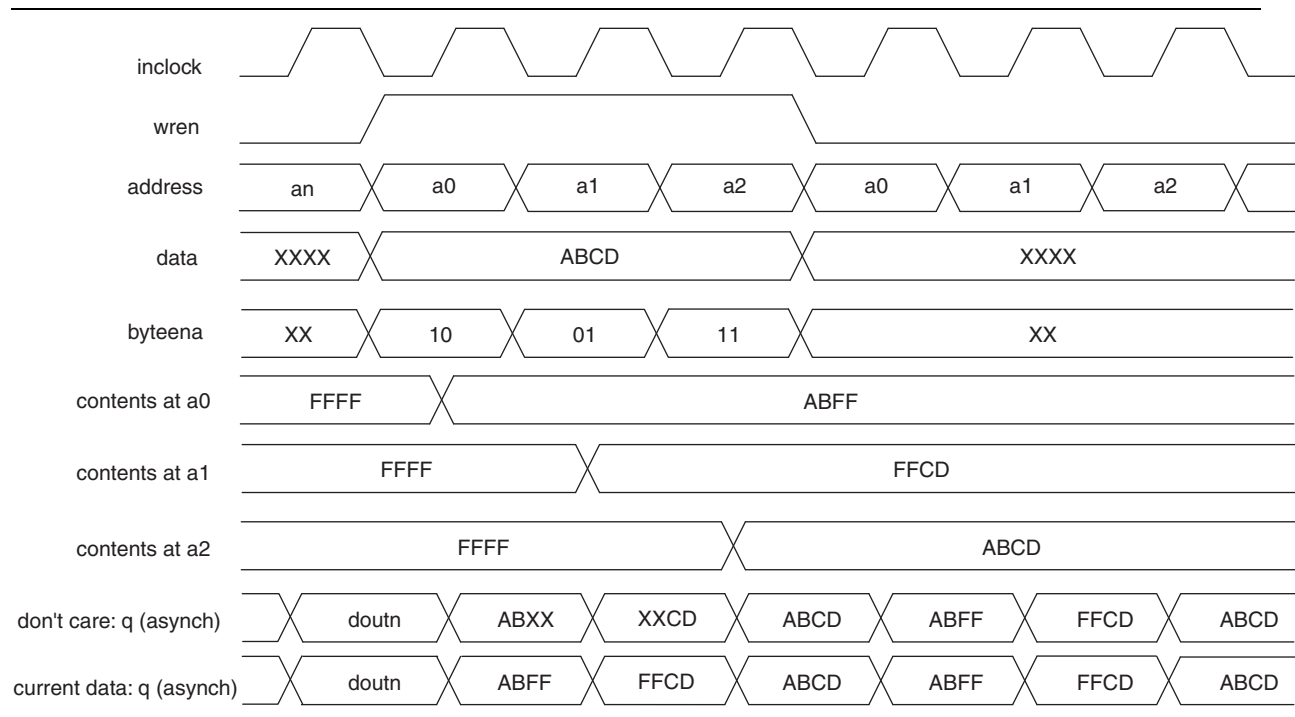 inclock
wren
address an a0 a1 a2 a0 a1 a2
data XXXX ABCD XXXX
byteena XX 10 01 11 XX
contents at a0 FFFF ABFF
contents at a1 FFFF FFCD
contents at a2 FFFF ABCD
don't care: q (asynch) doutn ABXX XXCD ABCD ABFF FFCD ABCD
current data: q (asynch) doutn ABFF FFCD ABCD ABFF FFCD ABCD